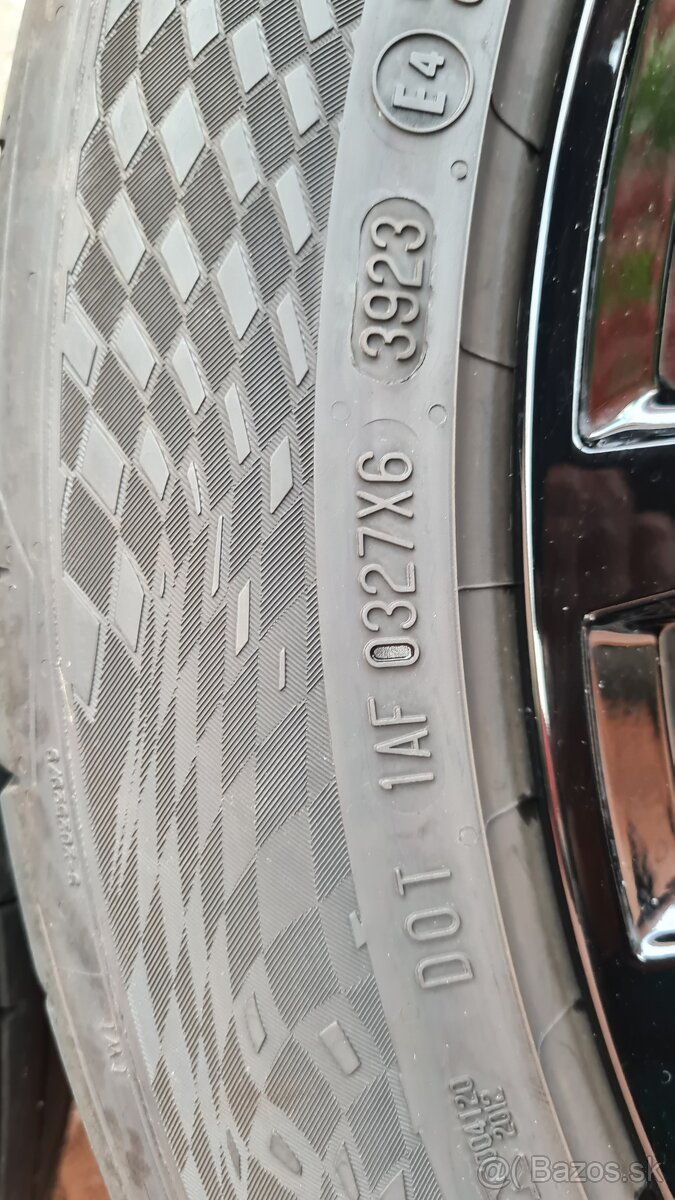 DOT 1AF 0327X6 3923
E4
@( Bazos.sk